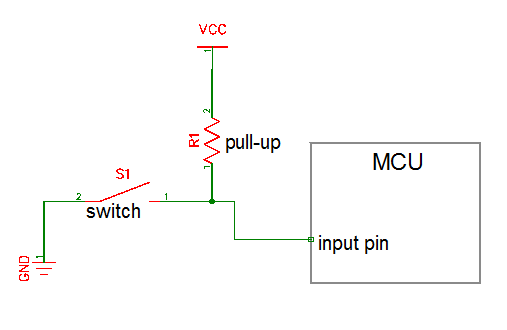 VCC
1
2
R1
pull-up
1
S1
2
1
switch
MCU
input pin
1
GND